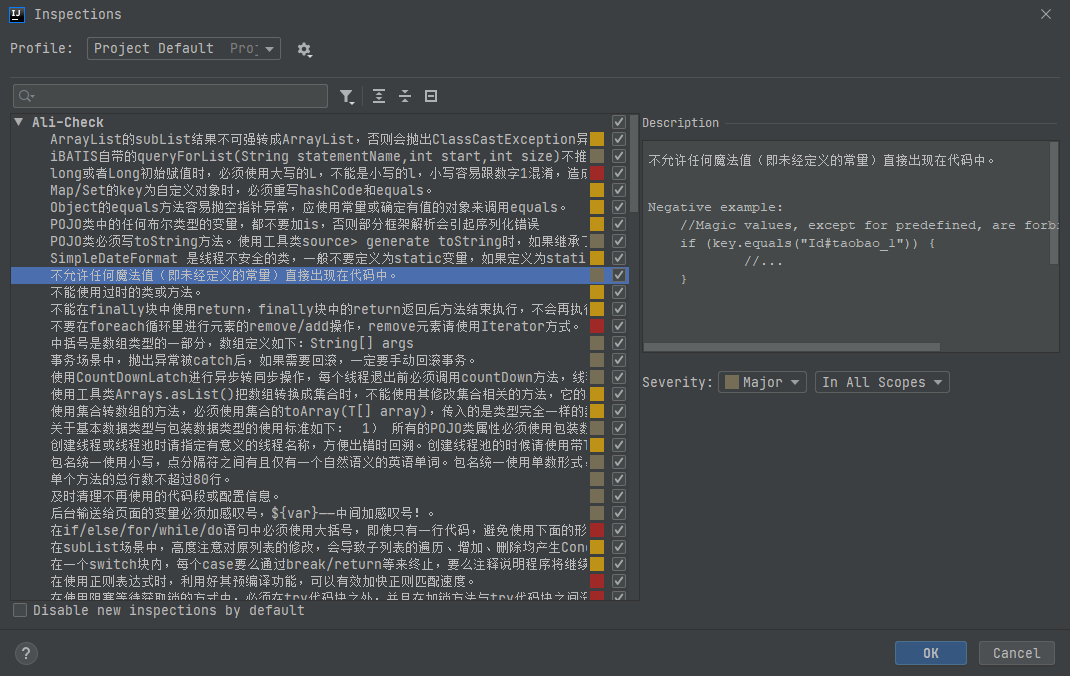 Inspections
Profile:
Project Default Proj
Ali-Check
ArrayList的subList结果不可强转成ArrayList，否则会抛出ClassCastException异
iBATIS自带的queryForList(String statementName,int start,int size)不推
long或者Long初始赋值时，必须使用大写的L，不能是小写的l，小写容易跟数字1混淆，造成
Map/Set的key为自定义对象时，必须重写hashCode和equals。
Object的equals方法容易抛空指针异常，应使用常量或确定有值的对象来调用equals。
POJO类中的任何布尔类型的变量，都不要加is，否则部分框架解析会引起序列化错误
POJO类必须写toString方法。使用工具类source> generate toString时，如果继承了
SimpleDateFormat 是线程不安全的类，一般不要定义为static变量，如果定义为stati
不允许任何魔法值（即未经定义的常量）直接出现在代码中。
不能使用过时的类或方法。
不能在finally块中使用return，finally块中的return返回后方法结束执行，不会再执行
不要在foreach循环里进行元素的remove/add操作，remove元素请使用Iterator方式。
中括号是数组类型的一部分，数组定义如下：String[] args
事务场景中，抛出异常被catch后，如果需要回滚，一定要手动回滚事务。
使用CountDownLatch进行异步转同步操作，每个线程退出前必须调用countDown方法，线程
使用工具类Arrays.asList()把数组转换成集合时，不能使用其修改集合相关的方法，它的
使用集合转数组的方法，必须使用集合的toArray(T[] array)，传入的是类型完全一样的数
关于基本数据类型与包装数据类型的使用标准如下： 1） 所有的POJO类属性必须使用包装数
创建线程或线程池时请指定有意义的线程名称，方便出错时回溯。创建线程池的时候请使用带T
包名统一使用小写，点分隔符之间有且仅有一个自然语义的英语单词。包名统一使用单数形式，
单个方法的总行数不超过80行。
及时清理不再使用的代码段或配置信息。
后台输送给页面的变量必须加感叹号，${var}——中间加感叹号！。
在if/else/for/while/do语句中必须使用大括号，即使只有一行代码，避免使用下面的形
在subList场景中，高度注意对原列表的修改，会导致子列表的遍历、增加、删除均产生Conc
在一个switch块内，每个case要么通过break/return等来终止，要么注释说明程序将继续
在使用正则表达式时，利用好其预编译功能，可以有效加快正则匹配速度。
在使用阻塞等待获取锁的方式中，必须在try代码块之外，并且在加锁方法与try代码块之间没
Disable new inspections by default
Description
不允许任何魔法值（即未经定义的常量）直接出现在代码中。
Negative example:
//Magic values, except for predefined, are forb
if (key.equals("Id#taobao_1")) {
//...
}
Severity:
Major
In All Scopes
?
OK
Cancel